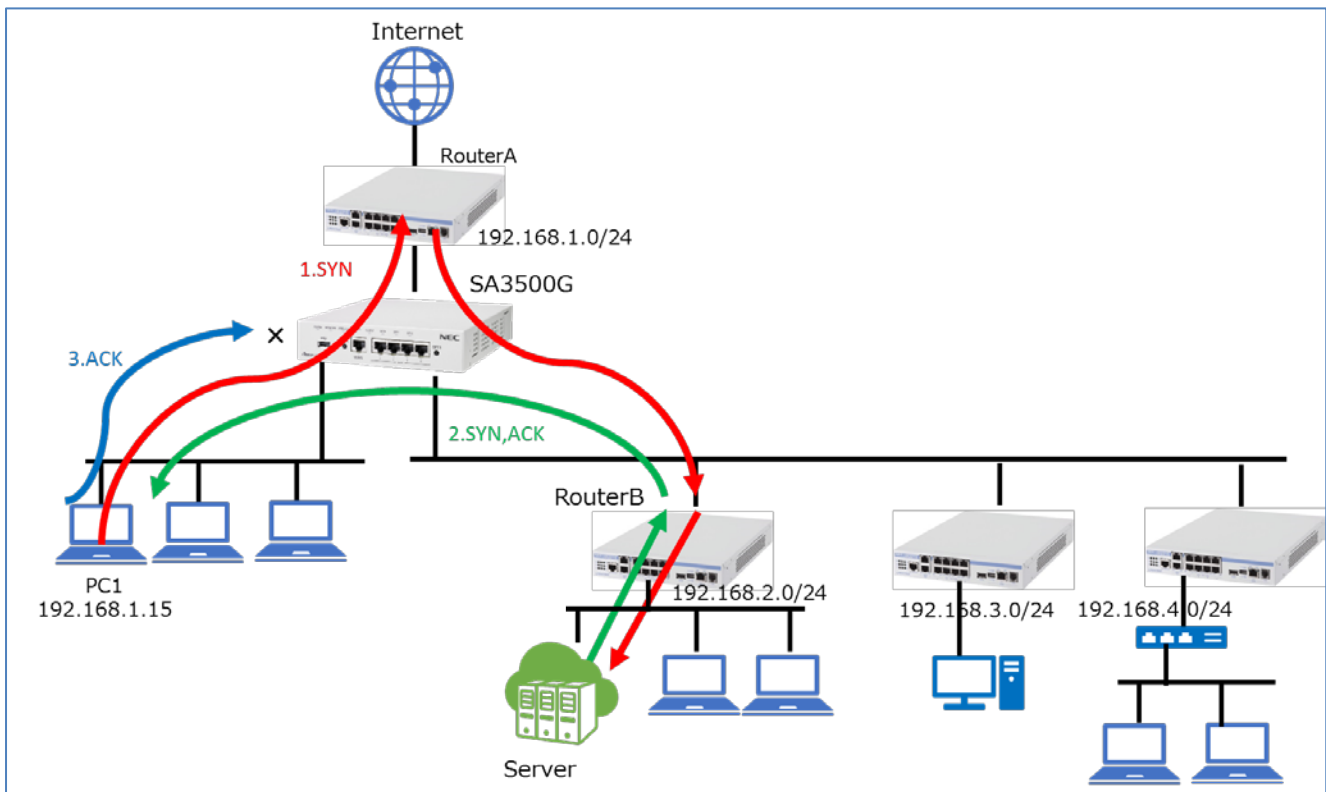 Internet
RouterA
192.168.1.0/24
1.SYN
SA3500G
NEC
×
3.ACK
2.SYN,ACK
RouterB
PC1
192.168.1.15
192.168.2.0/24
192.168.3.0/24
192.168.4.0/24
Server